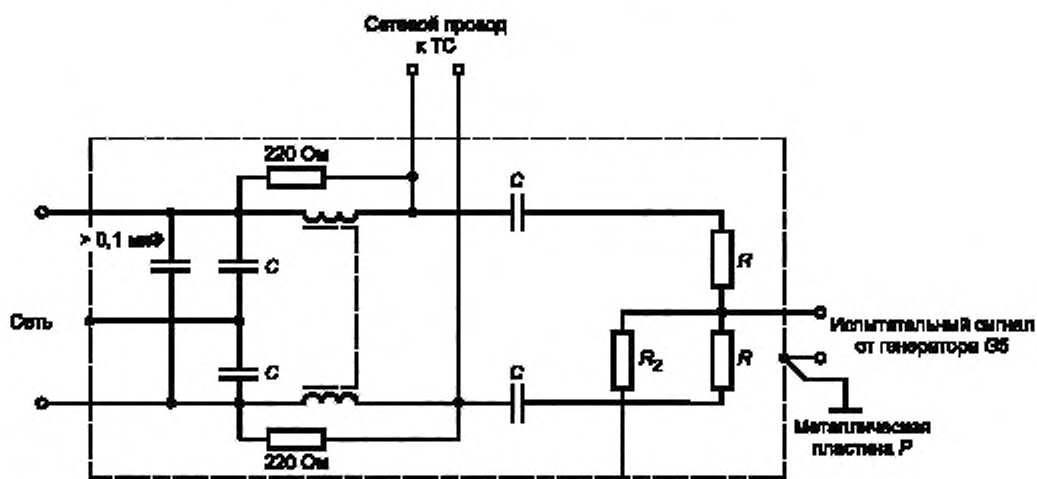 Сетевой провод
к ТС
220 Ом
C
> 0,1 мкФ
C
R
Сеть
Испытательный сигнал
от генератора G5
C
C
R₂
R
Металлическая
пластина P
220 Ом